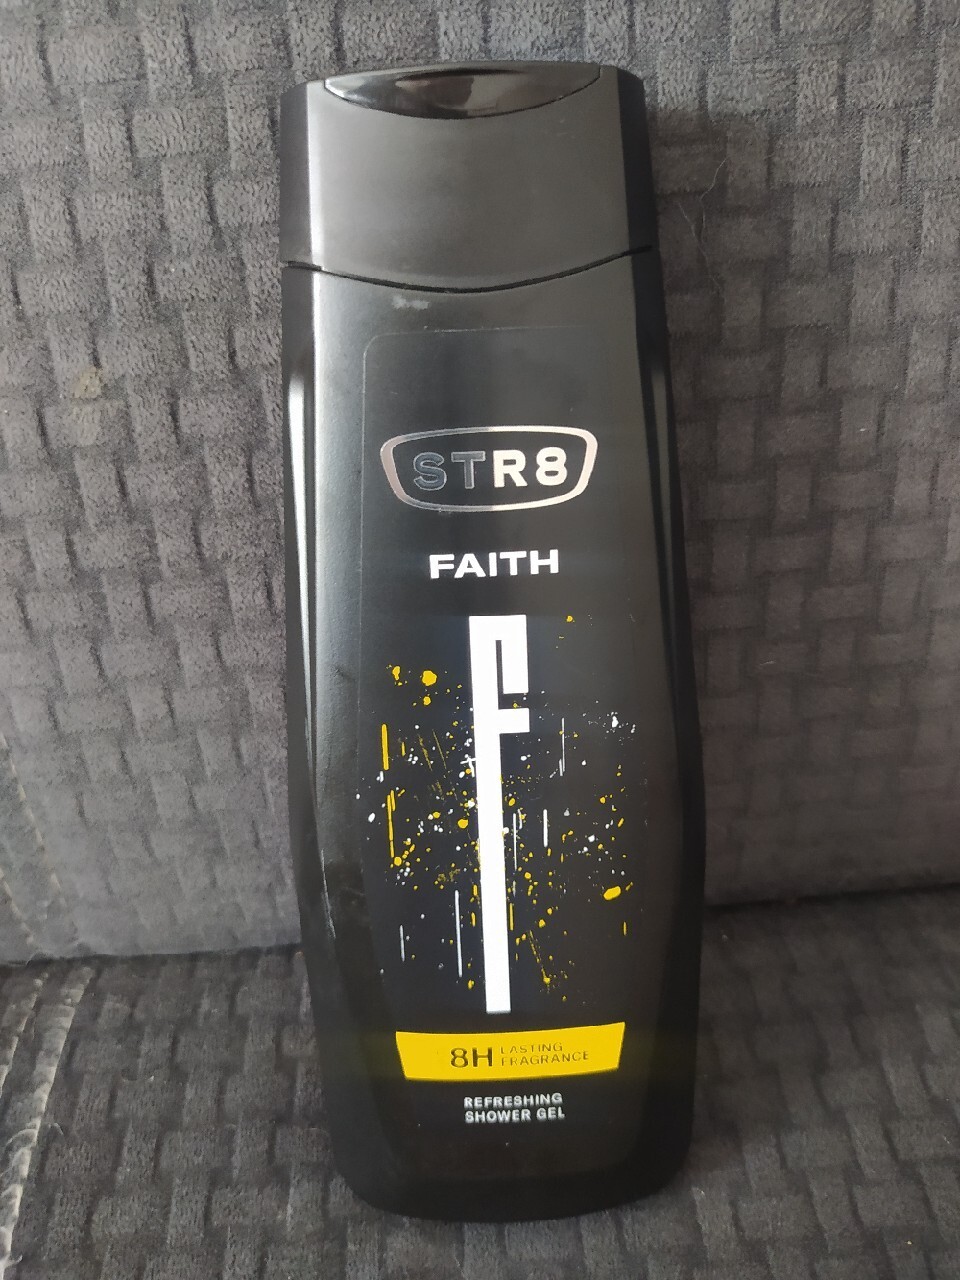 STR8
FAITH
F
8H LASTING
FRAGRANCE
REFRESHING
SHOWER GEL